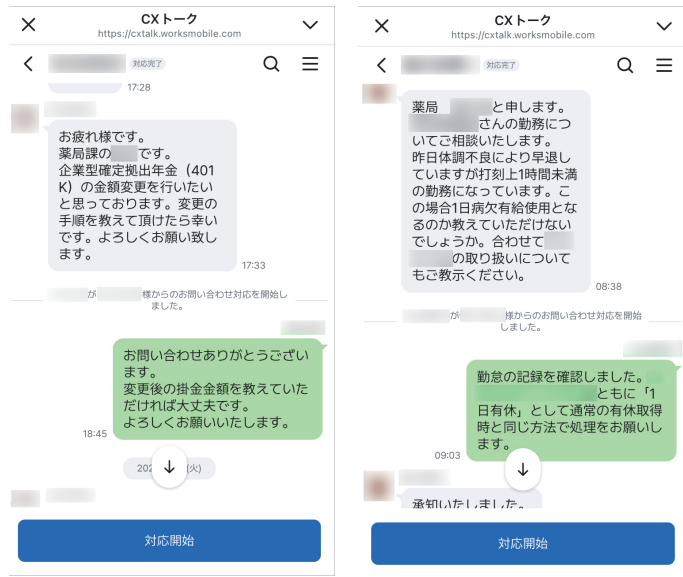 CXトーク
https://cxtalk.worksmobile.com
対応完了
17:28
お疲れ様です。
薬局課の です。
企業型確定拠出年金（401
K）の金額変更を行いたい
と思っております。変更の
手順を教えて頂けたら幸い
です。よろしくお願い致し
ます。
17:33
が 様からのお問い合わせ対応を開始し
ました。
お問い合わせありがとうござい
ます。
変更後の掛金金額を教えていた
だければ大丈夫です。
よろしくお願いいたします。
18:45
202 (火)
対応開始
CXトーク
https://cxtalk.worksmobile.com
対応完了
薬局 と申します。
さんの勤務につ
いてご相談いたします。
昨日体調不良により早退し
ていますが打刻上1時間未満
の勤務になっています。こ
の場合1日病欠有給使用とな
るのか教えていただけない
でしょうか。合わせて
の取り扱いについて
もご教示ください。
08:38
が 様からのお問い合わせ対応を開始
しました。
勤怠の記録を確認しました。
ともに「1
日有休」として通常の有休取得
時と同じ方法で処理をお願いし
ます。
09:03
承知いたしました。
対応開始